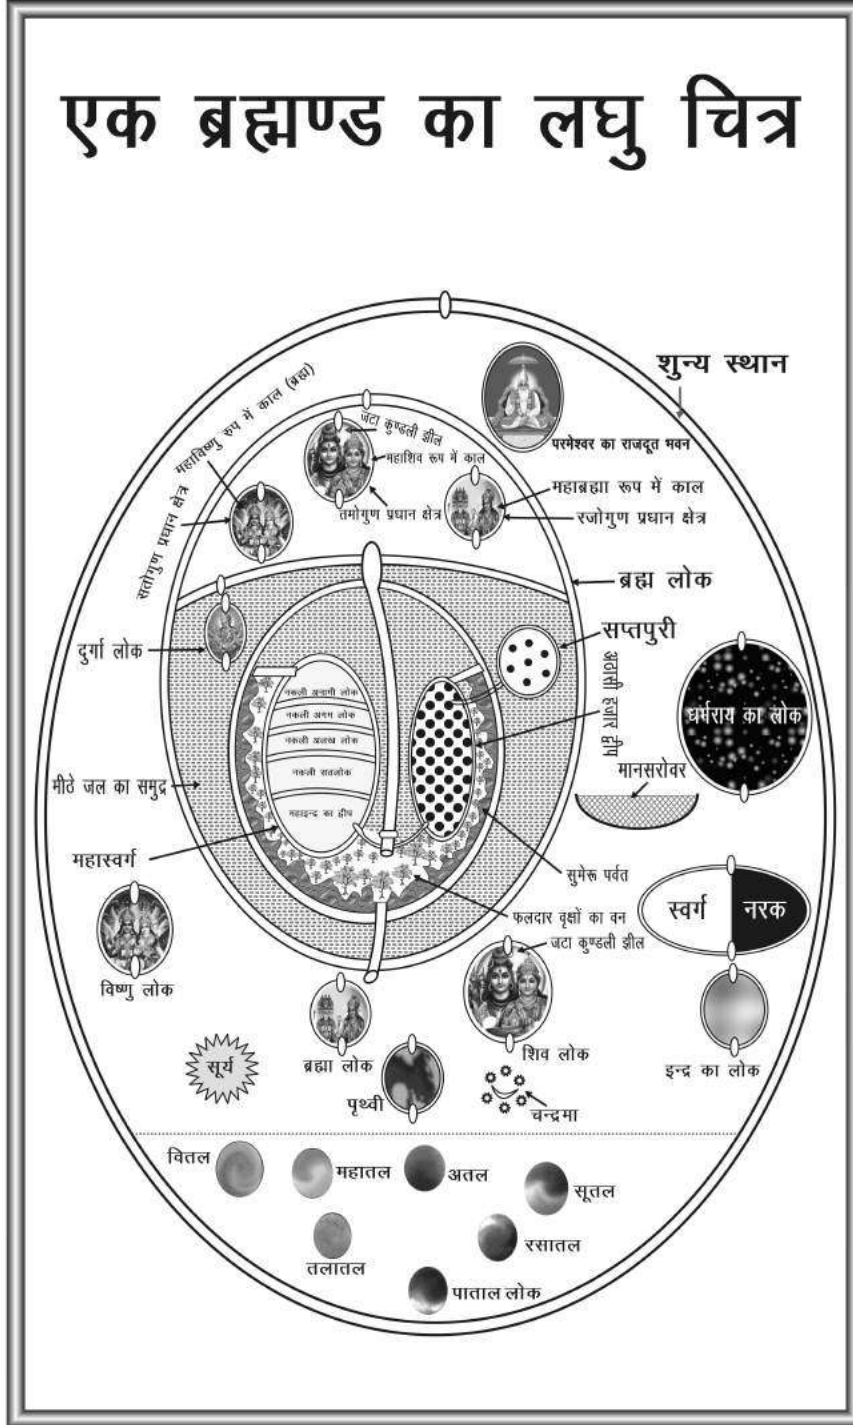 एक ब्रह्मण्ड का लघु चित्र
शुन्य स्थान
परमेश्वर का राजदूत भवन
महाविष्णु रुप में काल (ब्रह्म)
सतोगुण प्रधान क्षेत्र
जटा कुण्डली झील
महाशिव रूप में काल
तमोगुण प्रधान क्षेत्र
महाब्रह्मा रूप में काल
रजोगुण प्रधान क्षेत्र
ब्रह्म लोक
दुर्गा लोक
सप्तपुरी
अठासी हजार द्वीप
धर्मराय का लोक
नकली अनामी लोक
नकली अगम लोक
नकली अलख लोक
नकली सतलोक
महाइन्द्र का द्वीप
मीठे जल का समुद्र
मानसरोवर
महास्वर्ग
सुमेरू पर्वत
फलदार वृक्षों का वन
जटा कुण्डली झील
स्वर्ग नरक
विष्णु लोक
ब्रह्मा लोक
शिव लोक
इन्द्र का लोक
सूर्य
पृथ्वी
चन्द्रमा
वितल
महातल
अतल
सूतल
तलातल
रसातल
पाताल लोक